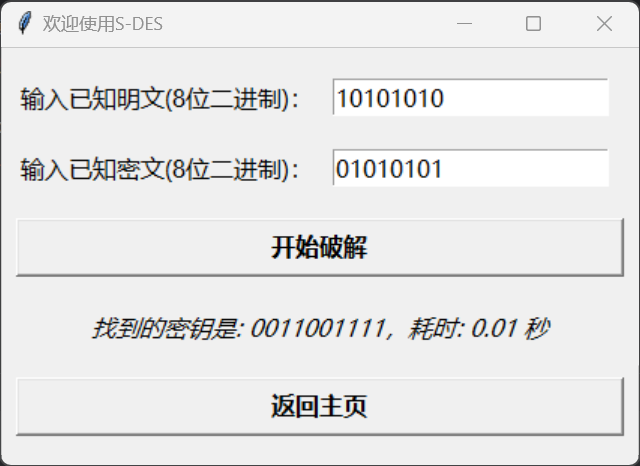 欢迎使用S-DES
输入已知明文(8位二进制)： 10101010
输入已知密文(8位二进制)： 01010101
开始破解
找到的密钥是: 0011001111，耗时: 0.01 秒
返回主页